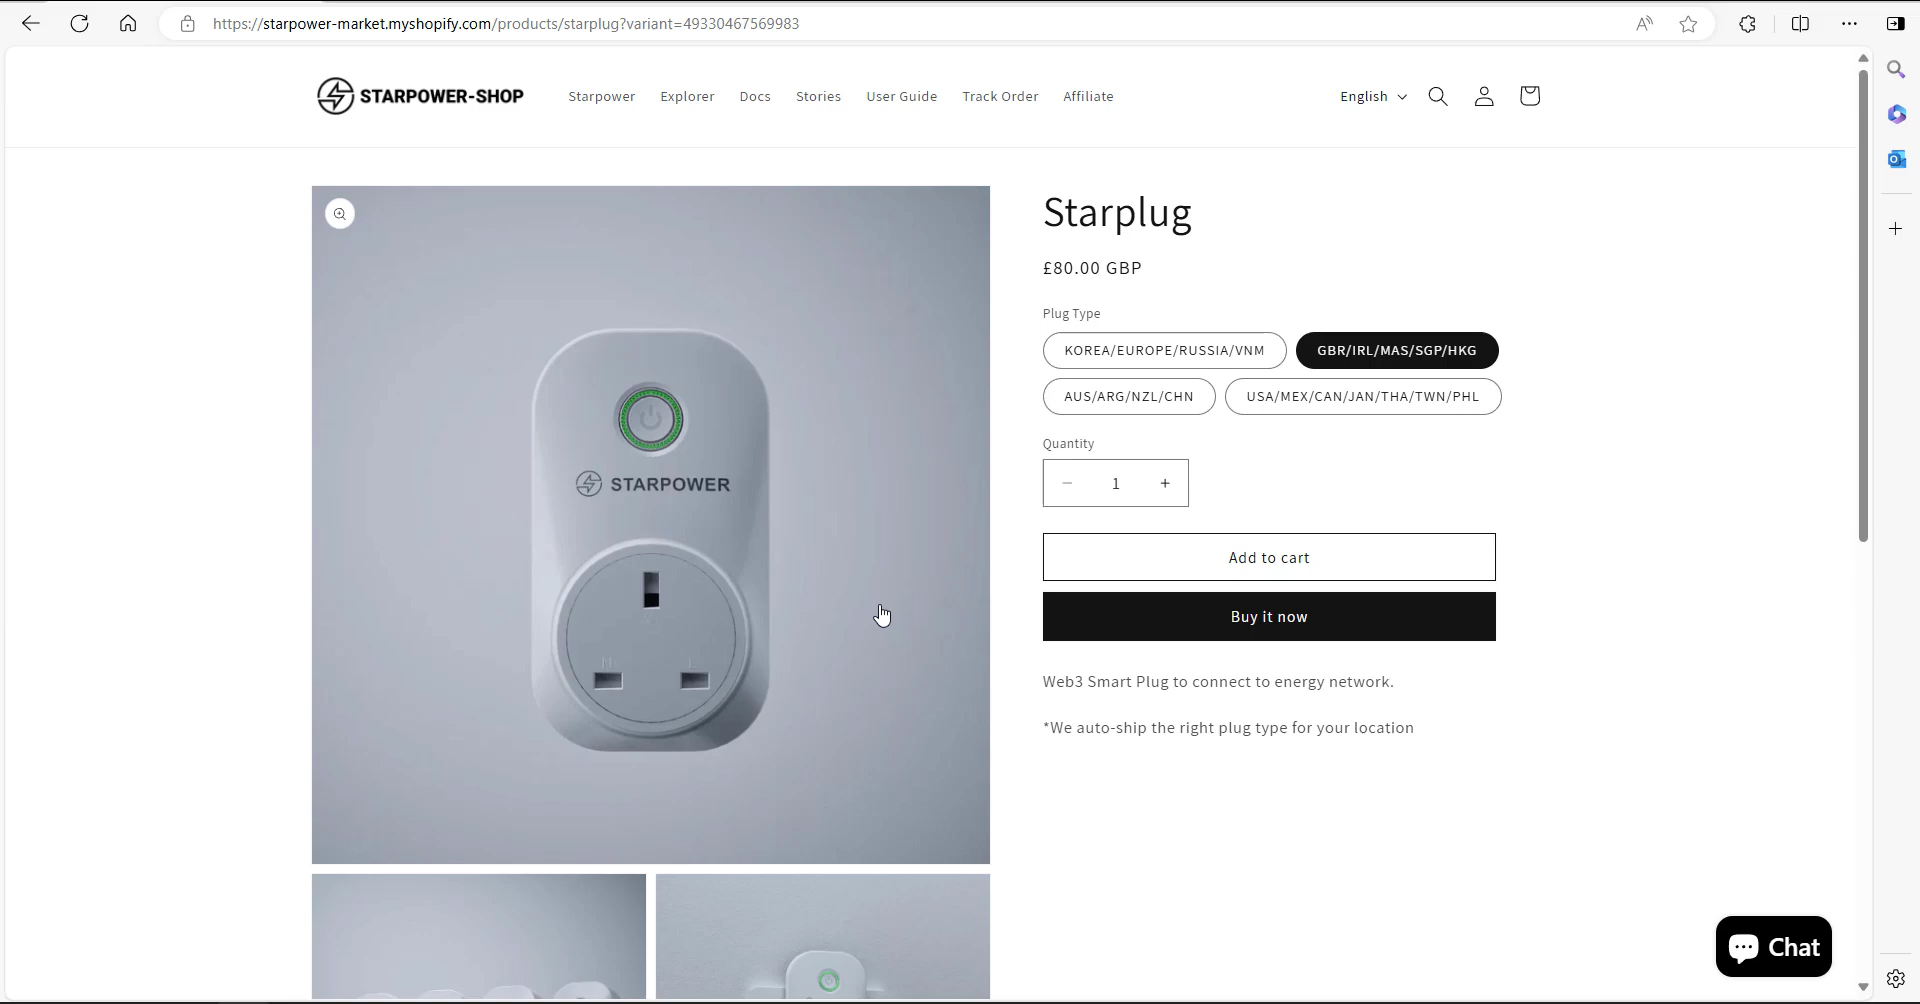 https://starpower-market.myshopify.com/products/starplug?variant=49330467569983
STARPOWER-SHOP
Starpower
Explorer
Docs
Stories
User Guide
Track Order
Affiliate
English
Starplug
£80.00 GBP
Plug Type
KOREA/EUROPE/RUSSIA/VNM
GBR/IRL/MAS/SGP/HKG
AUS/ARG/NZL/CHN
USA/MEX/CAN/JAN/THA/TWN/PHL
Quantity
− 1 +
Add to cart
Buy it now
Web3 Smart Plug to connect to energy network.
*We auto-ship the right plug type for your location
STARPOWER
Chat